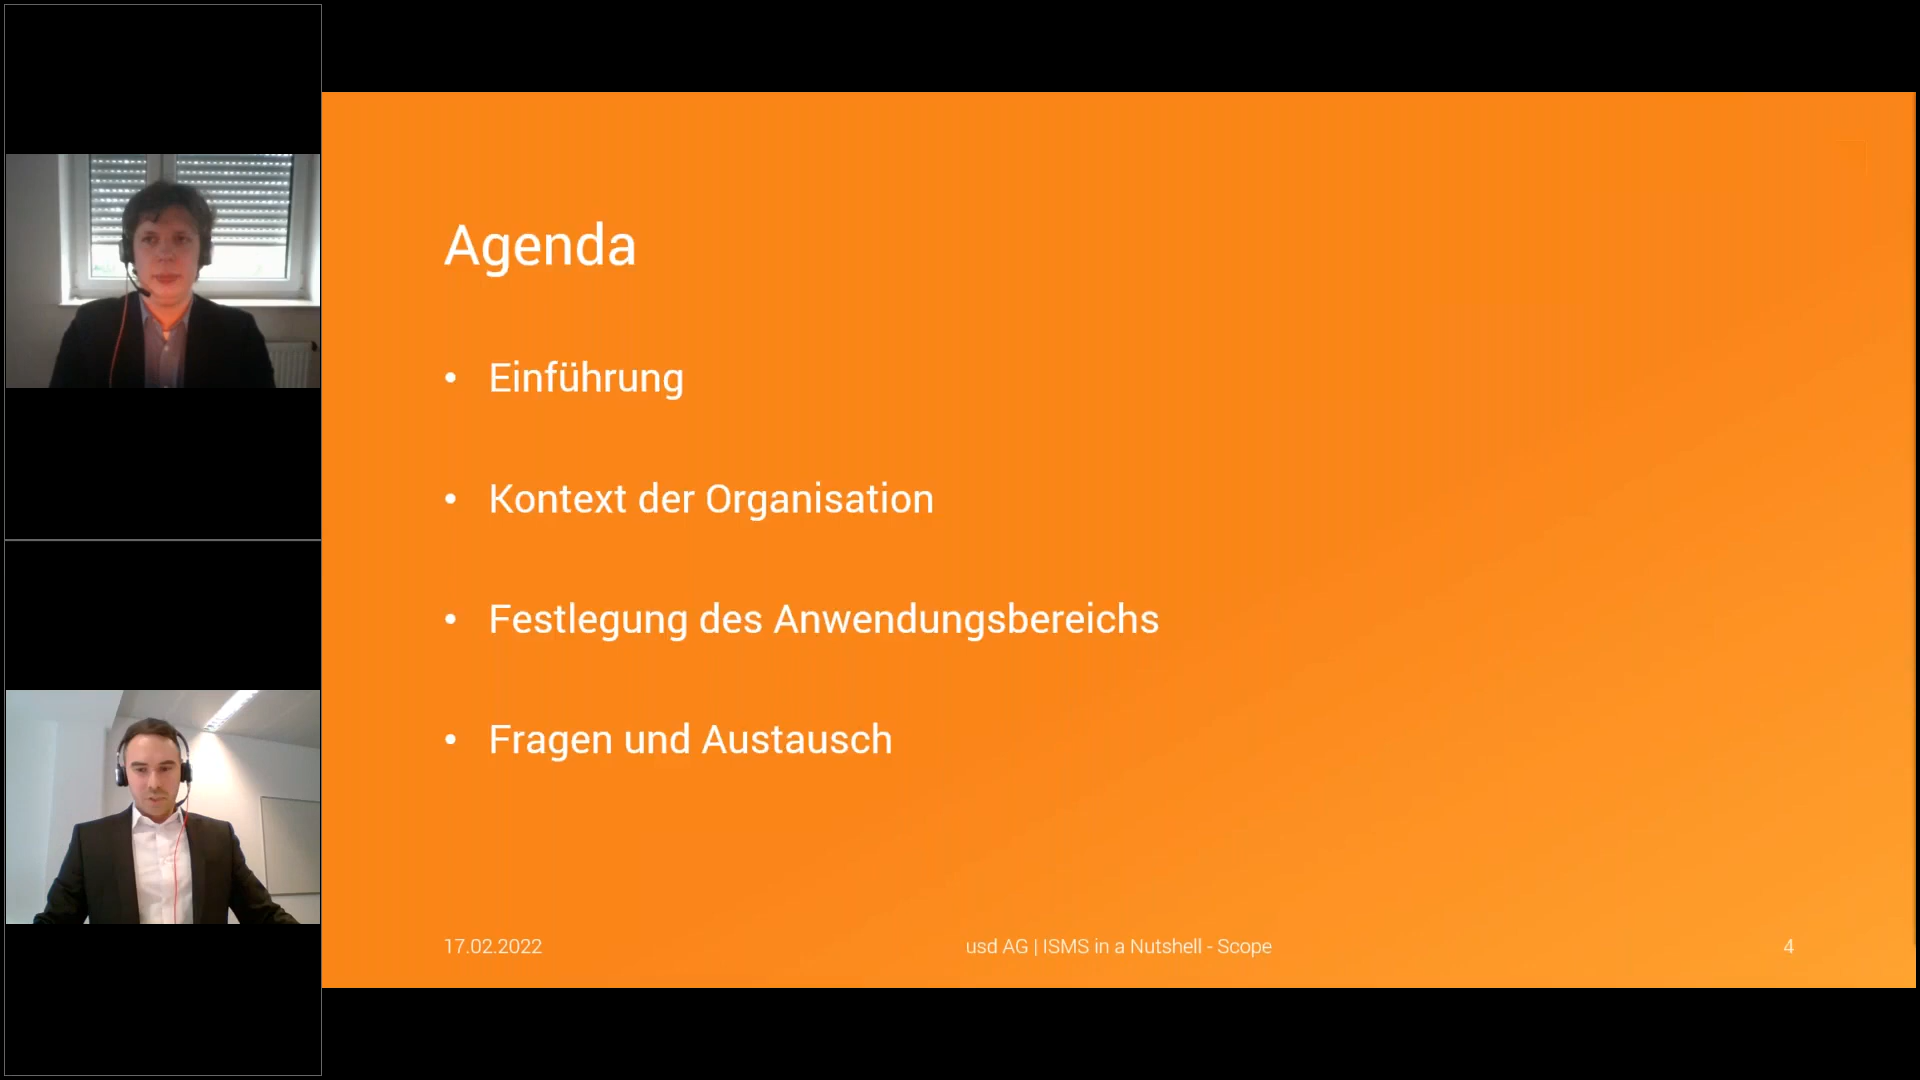 Agenda
• Einführung
• Kontext der Organisation
• Festlegung des Anwendungsbereichs
• Fragen und Austausch
17.02.2022
usd AG | ISMS in a Nutshell - Scope
4